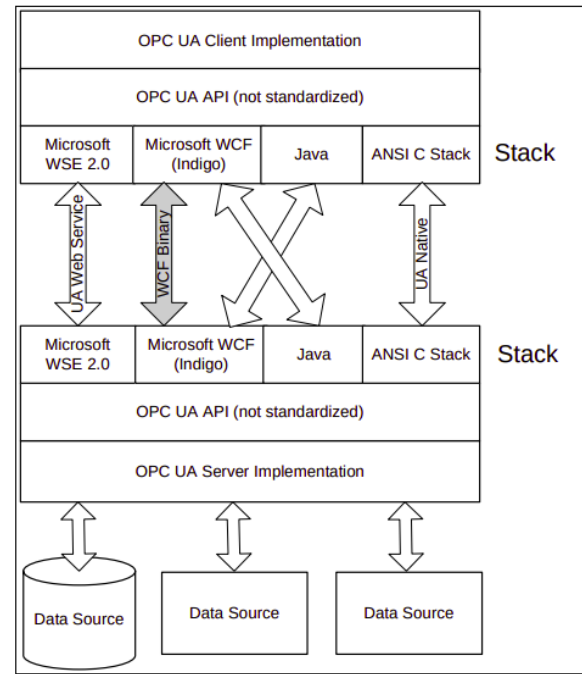 OPC UA Client Implementation
OPC UA API (not standardized)
Microsoft
WSE 2.0
Microsoft WCF
(Indigo)
Java
ANSI C Stack
Stack
UA Web Service
WCF Binary
UA Native
Microsoft
WSE 2.0
Microsoft WCF
(Indigo)
Java
ANSI C Stack
Stack
OPC UA API (not standardized)
OPC UA Server Implementation
Data Source
Data Source
Data Source